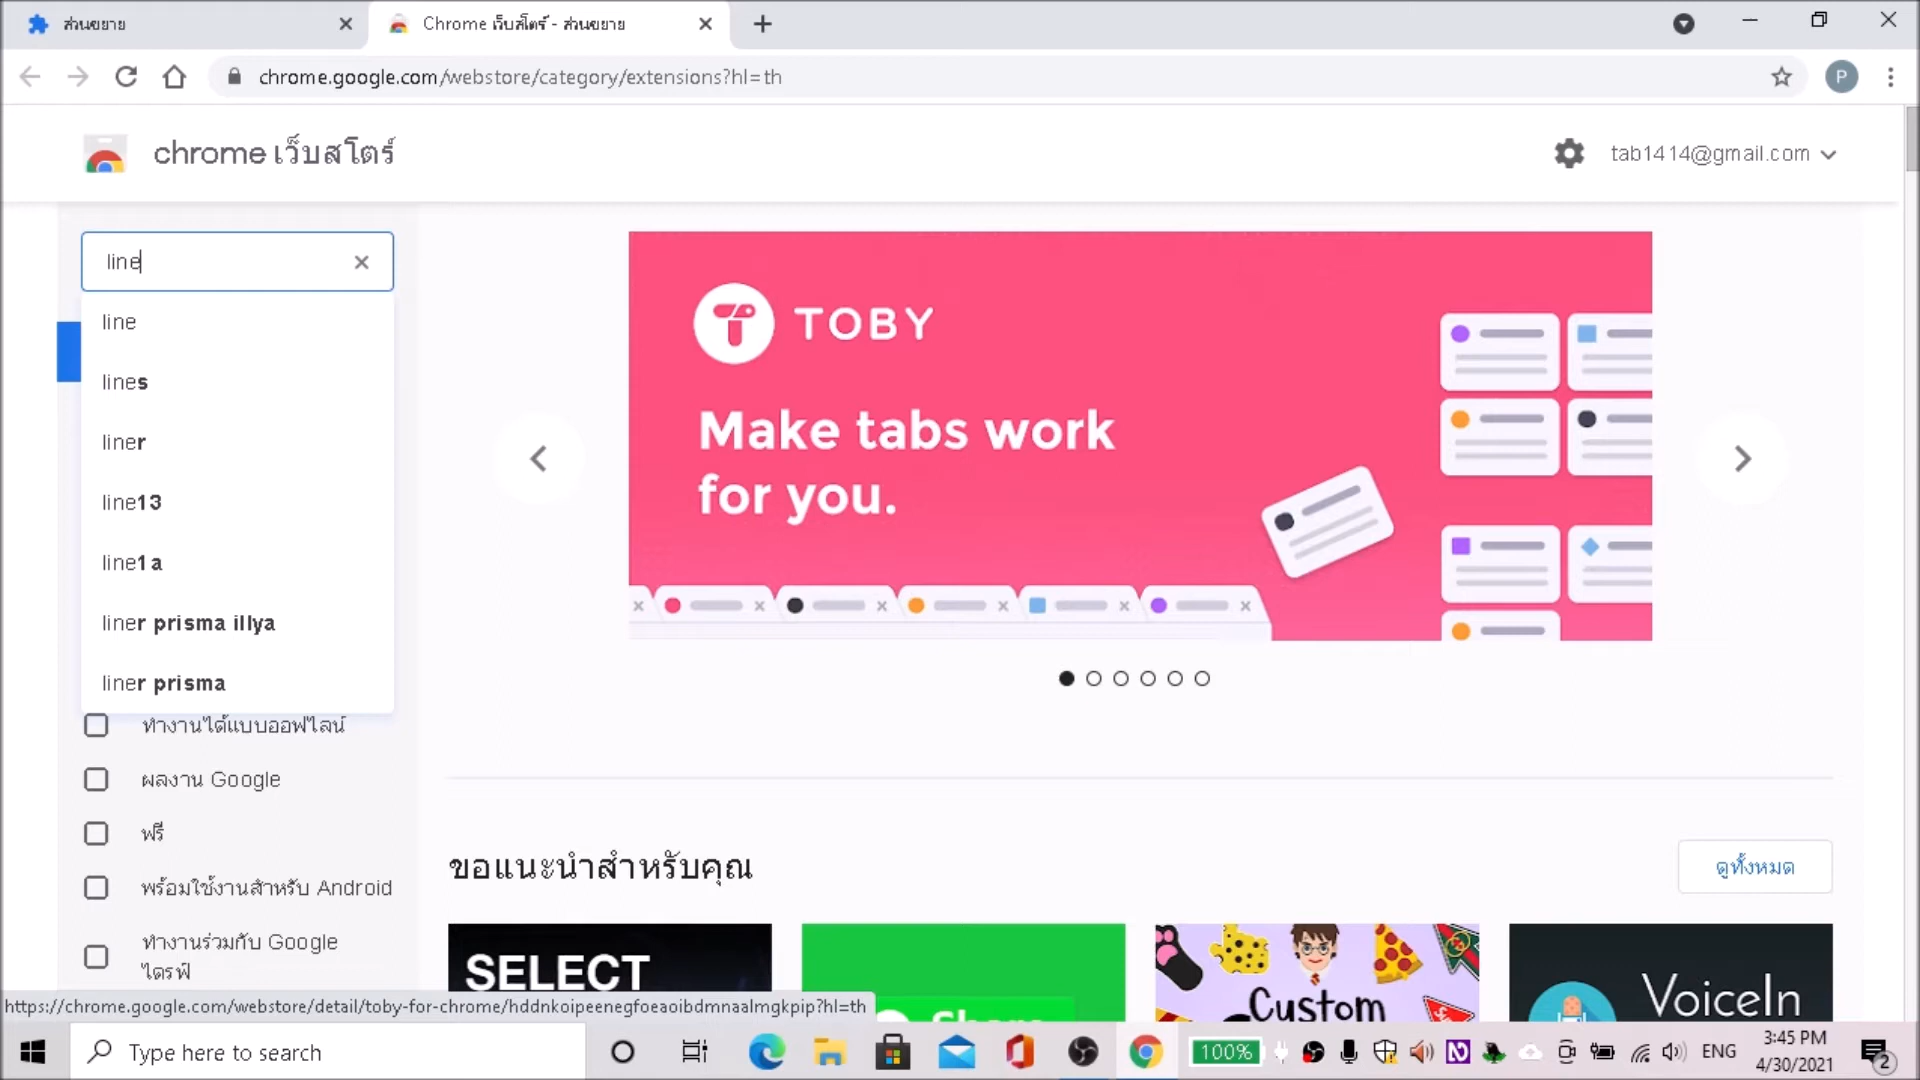 ส่วนขยาย
Chrome เว็บสโตร์ - ส่วนขยาย
chrome.google.com/webstore/category/extensions?hl=th
P
chrome เว็บสโตร์
tab1414@gmail.com
line
line
lines
liner
line13
line1a
liner prisma illya
liner prisma
ทำงานได้แบบออฟไลน์
ผลงาน Google
ฟรี
พร้อมใช้งานสำหรับ Android
ทำงานร่วมกับ Google
ไดรฟ์
TOBY
Make tabs work
for you.
ขอแนะนำสำหรับคุณ
ดูทั้งหมด
SELECT
Share
Custom
VoiceIn
https://chrome.google.com/webstore/detail/toby-for-chrome/hddnkoipeenegfoeaoibdmnaalmgkpip?hl=th
Type here to search
100%
ENG
3:45 PM
4/30/2021
2